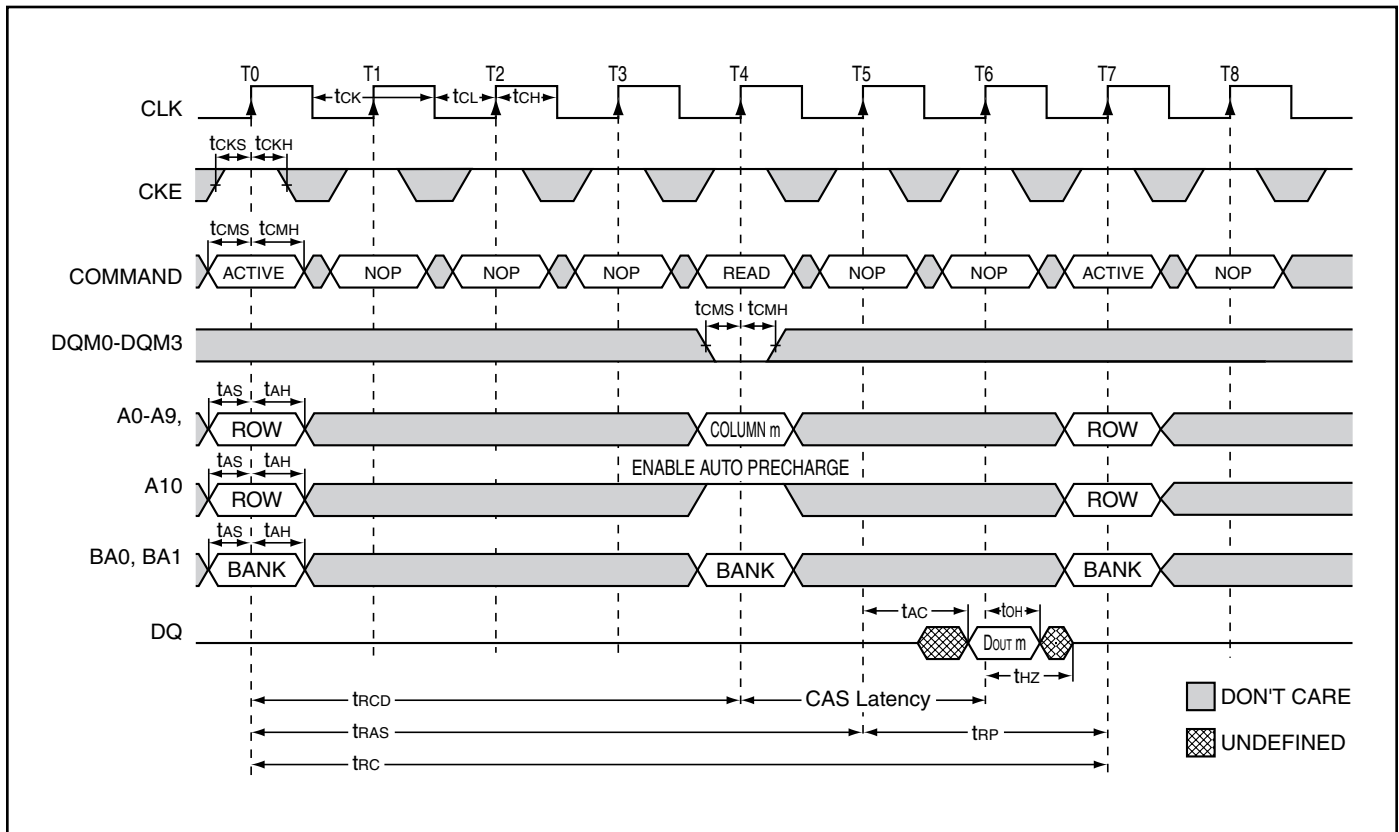 T0 T1 T2 T3 T4 T5 T6 T7 T8
CLK
tCK tCL tCH
tCKS tCKH
CKE
tCMS tCMH
COMMAND
ACTIVE NOP NOP NOP READ NOP NOP ACTIVE NOP
tCMS tCMH
DQM0-DQM3
tAS tAH
A0-A9,
ROW COLUMN m ROW
tAS tAH
ENABLE AUTO PRECHARGE
A10
ROW ROW
tAS tAH
BA0, BA1
BANK BANK BANK
tAC tOH
DQ
DOUT m
tHZ
tRCD CAS Latency
DON'T CARE
tRAS tRP
UNDEFINED
tRC